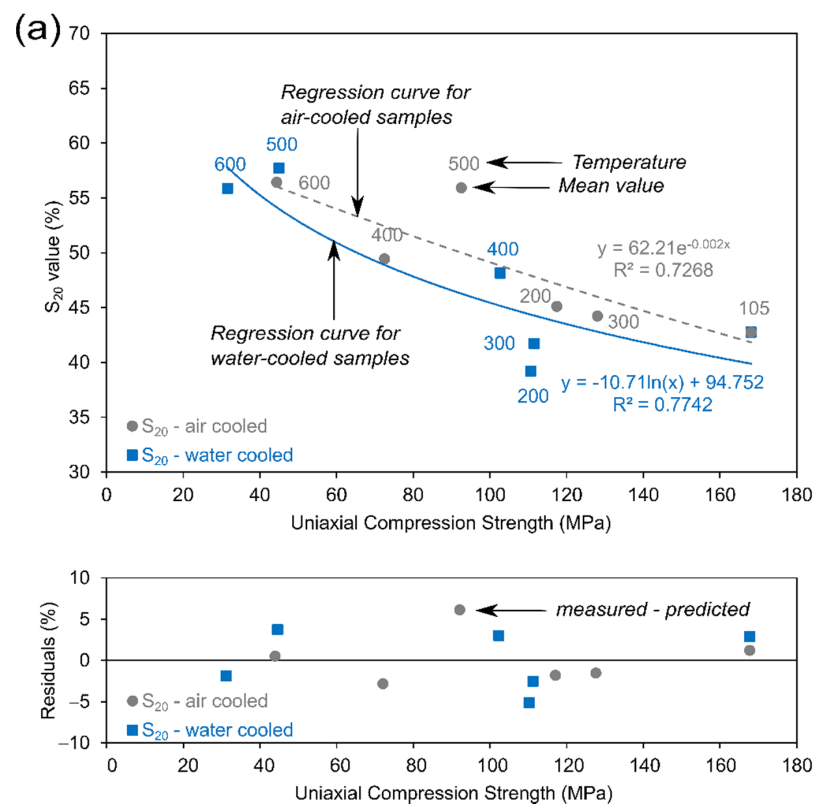 (a)
70
65
60
55
50
45
40
35
30
S₂₀ value (%)
Regression curve for
air-cooled samples
500
600
600
500
Temperature
Mean value
400
400
y = 62.21e⁻⁰·⁰⁰²ˣ
R² = 0.7268
200
300
105
Regression curve for
water-cooled samples
300
200
y = -10.71ln(x) + 94.752
R² = 0.7742
S₂₀ - air cooled
S₂₀ - water cooled
0 20 40 60 80 100 120 140 160 180
Uniaxial Compression Strength (MPa)
10
5
0
−5
−10
Residuals (%)
measured - predicted
S₂₀ - air cooled
S₂₀ - water cooled
0 20 40 60 80 100 120 140 160 180
Uniaxial Compression Strength (MPa)